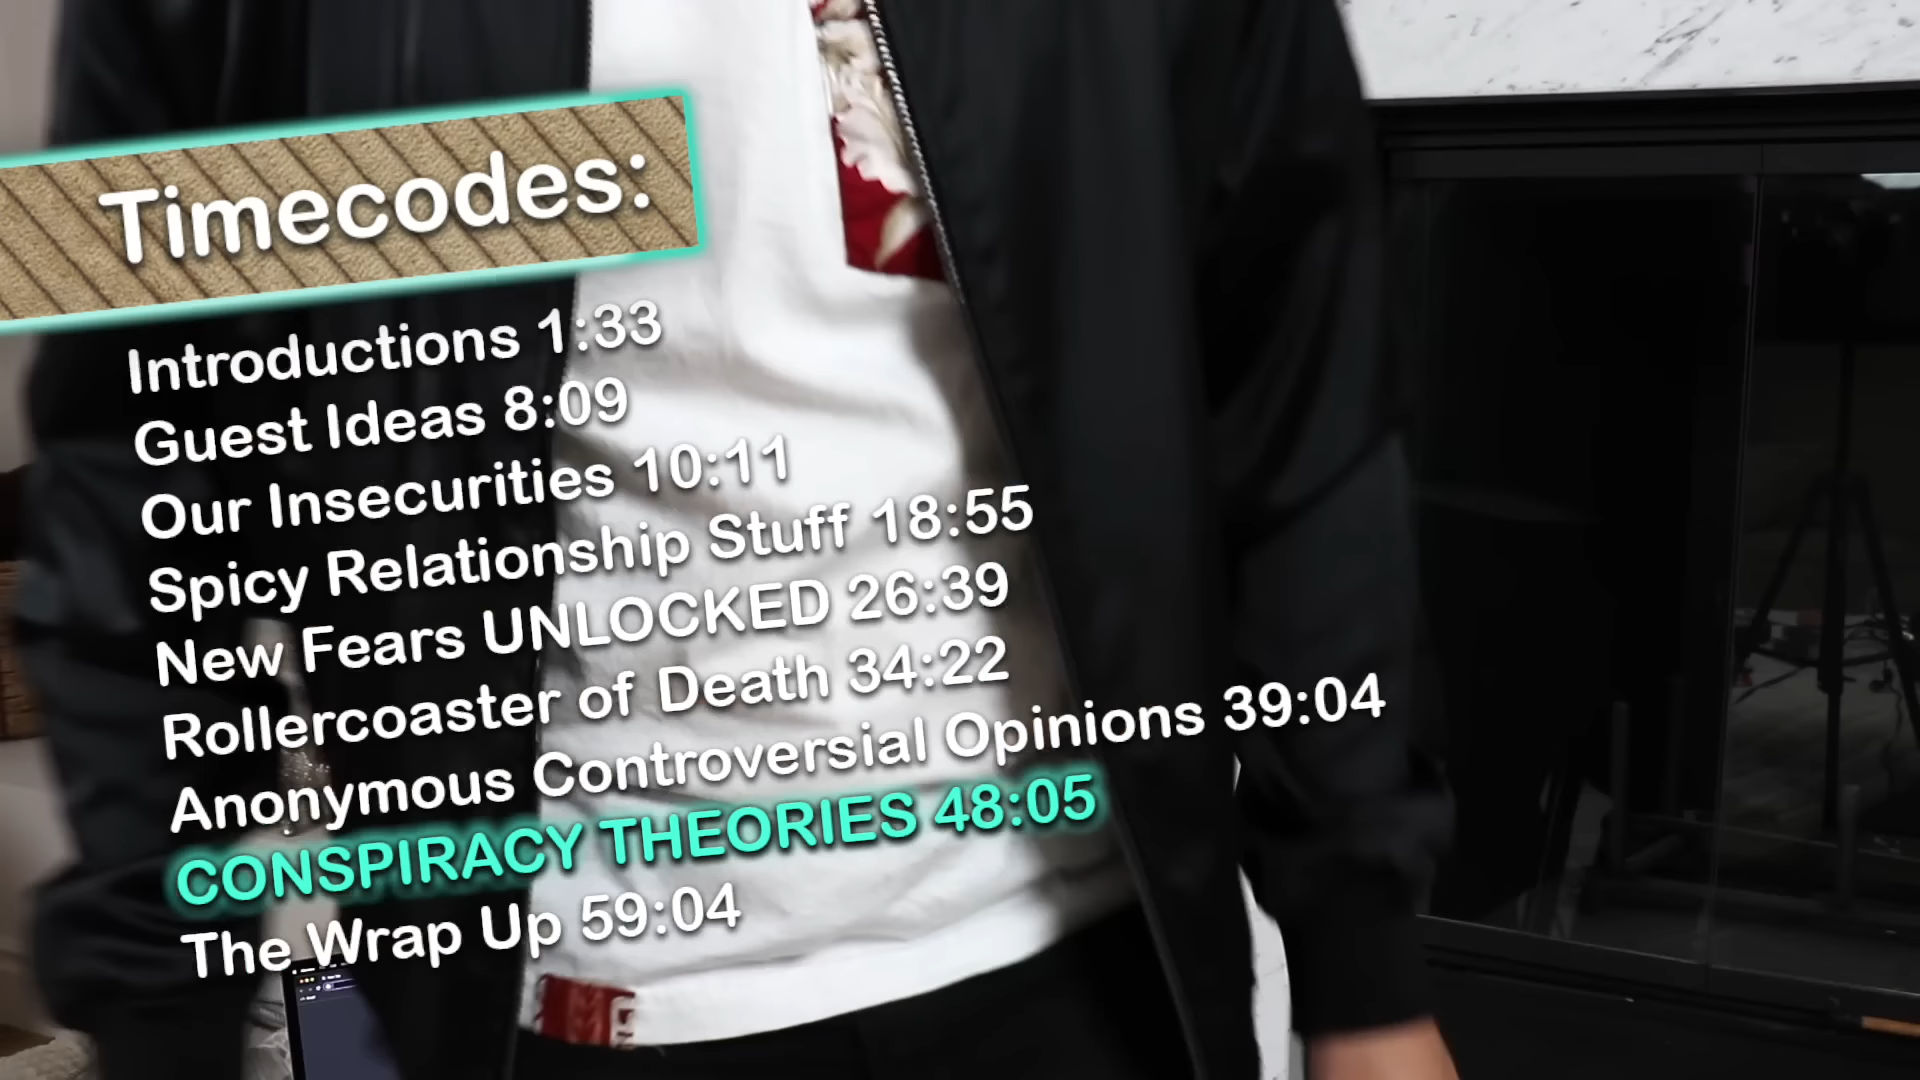 Timecodes:
Introductions 1:33
Guest Ideas 8:09
Our Insecurities 10:11
Spicy Relationship Stuff 18:55
New Fears UNLOCKED 26:39
Rollercoaster of Death 34:22
Anonymous Controversial Opinions 39:04
CONSPIRACY THEORIES 48:05
The Wrap Up 59:04